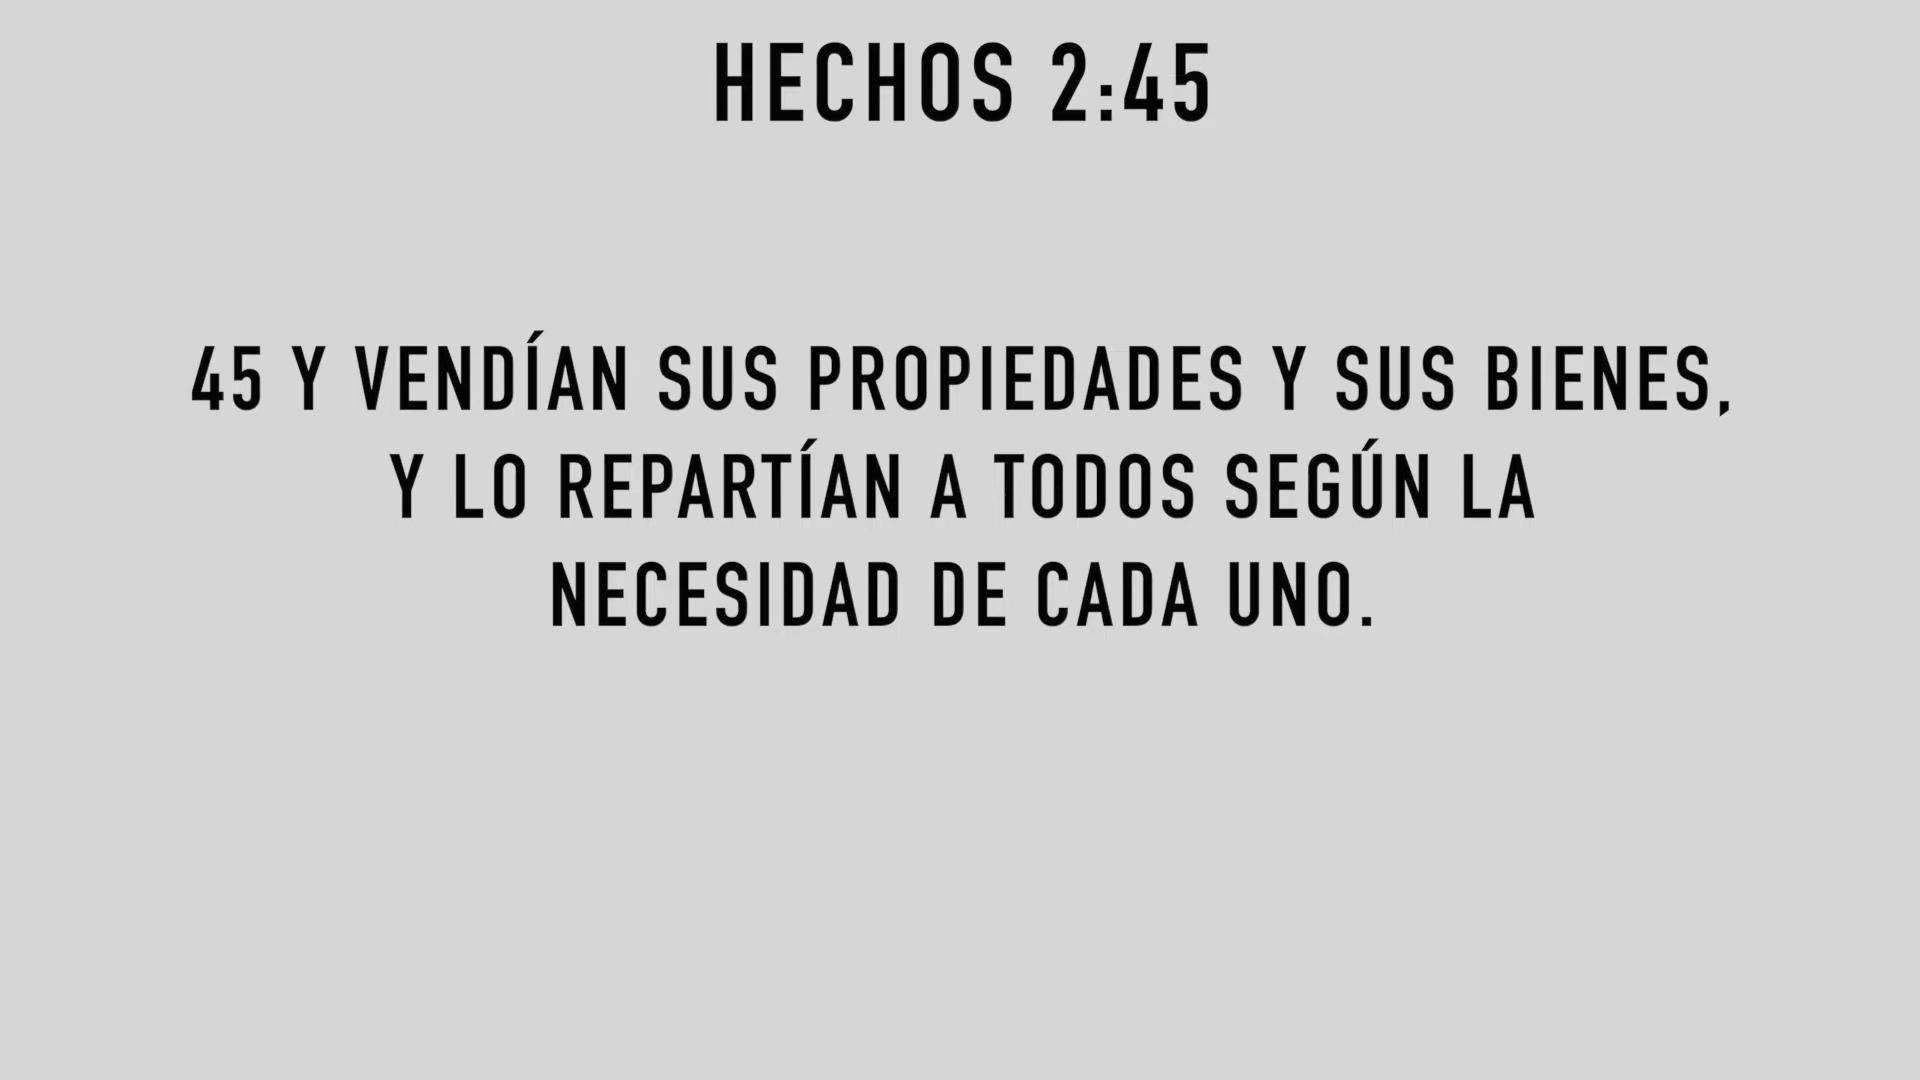 HECHOS 2:45
45 Y VENDÍAN SUS PROPIEDADES Y SUS BIENES,
Y LO REPARTÍAN A TODOS SEGÚN LA
NECESIDAD DE CADA UNO.